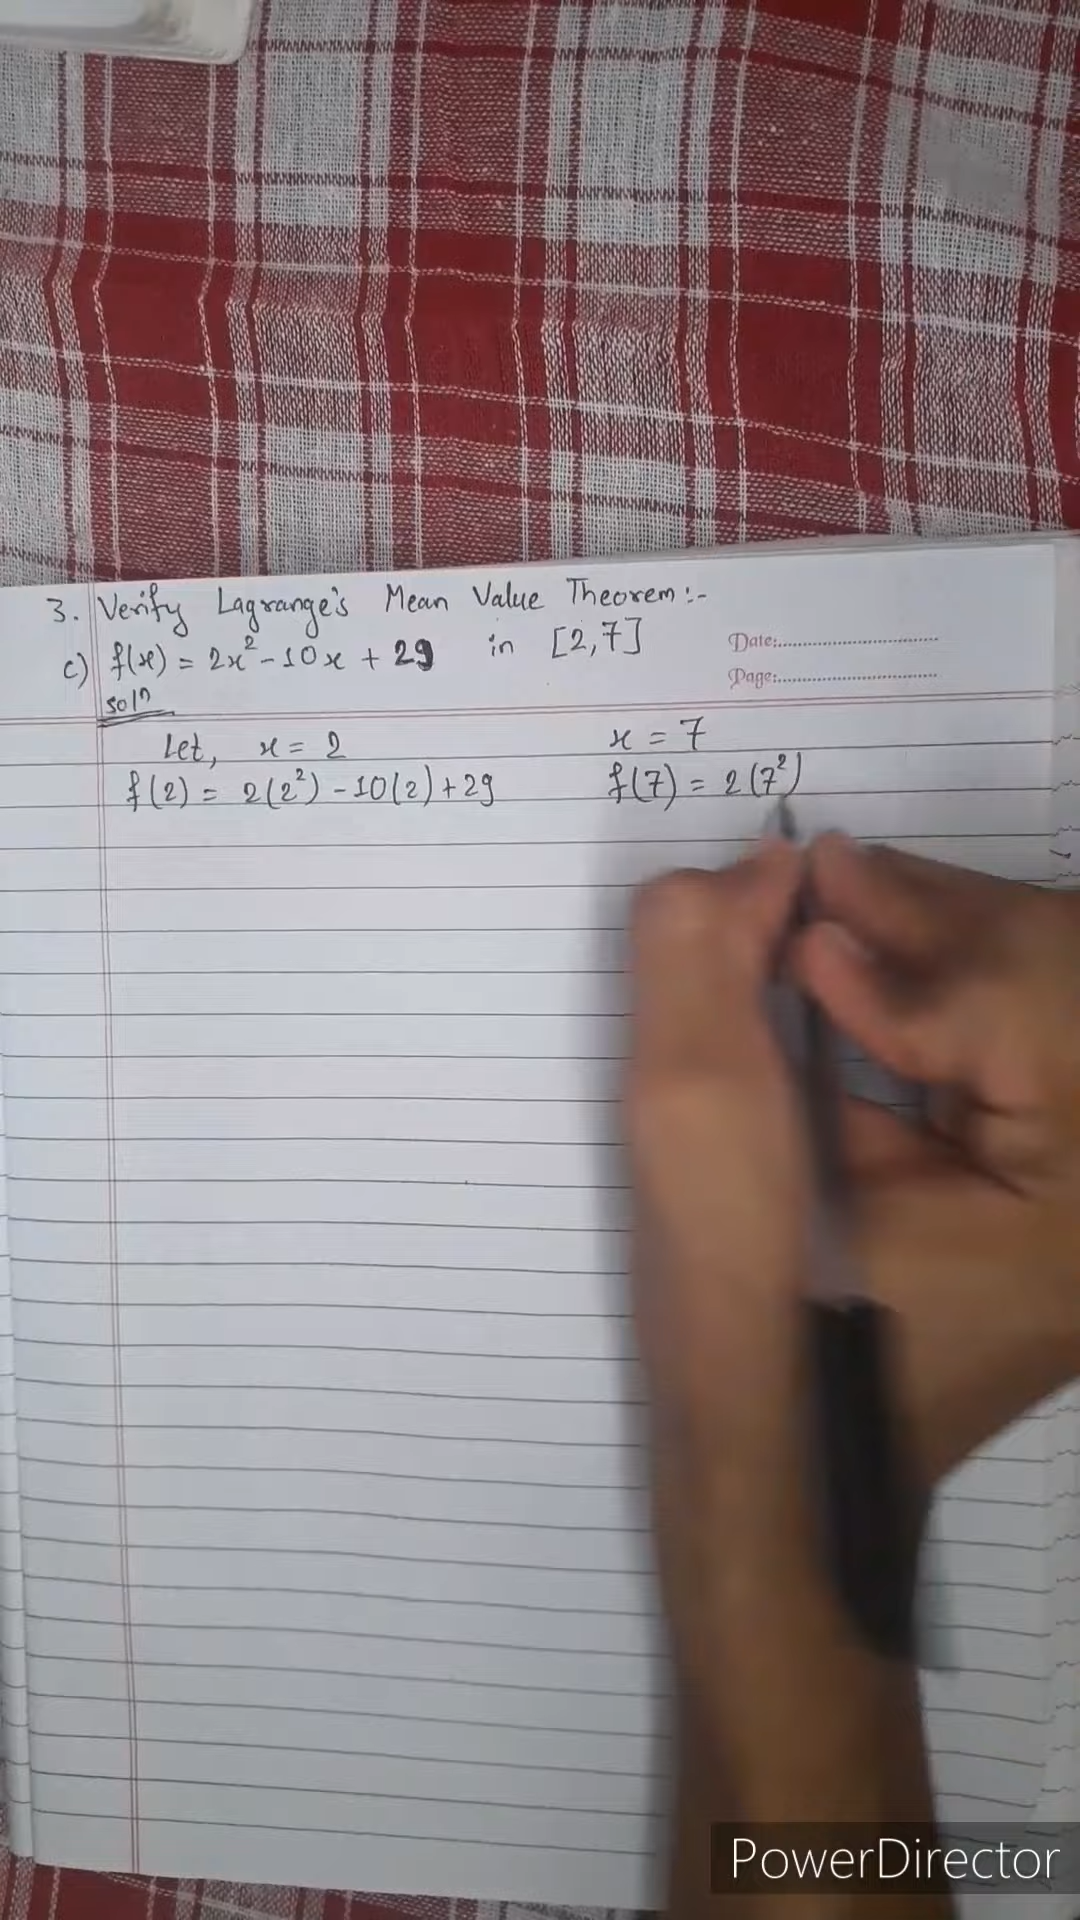 3. Verify Lagrange's Mean Value Theorem :-
c) f(x) = 2x² - 10x + 29 in [2,7]
Date:
Page:
solⁿ
Let, x = 2 x = 7
f(2) = 2(2²) - 10(2) + 29 f(7) = 2(7²)
PowerDirector